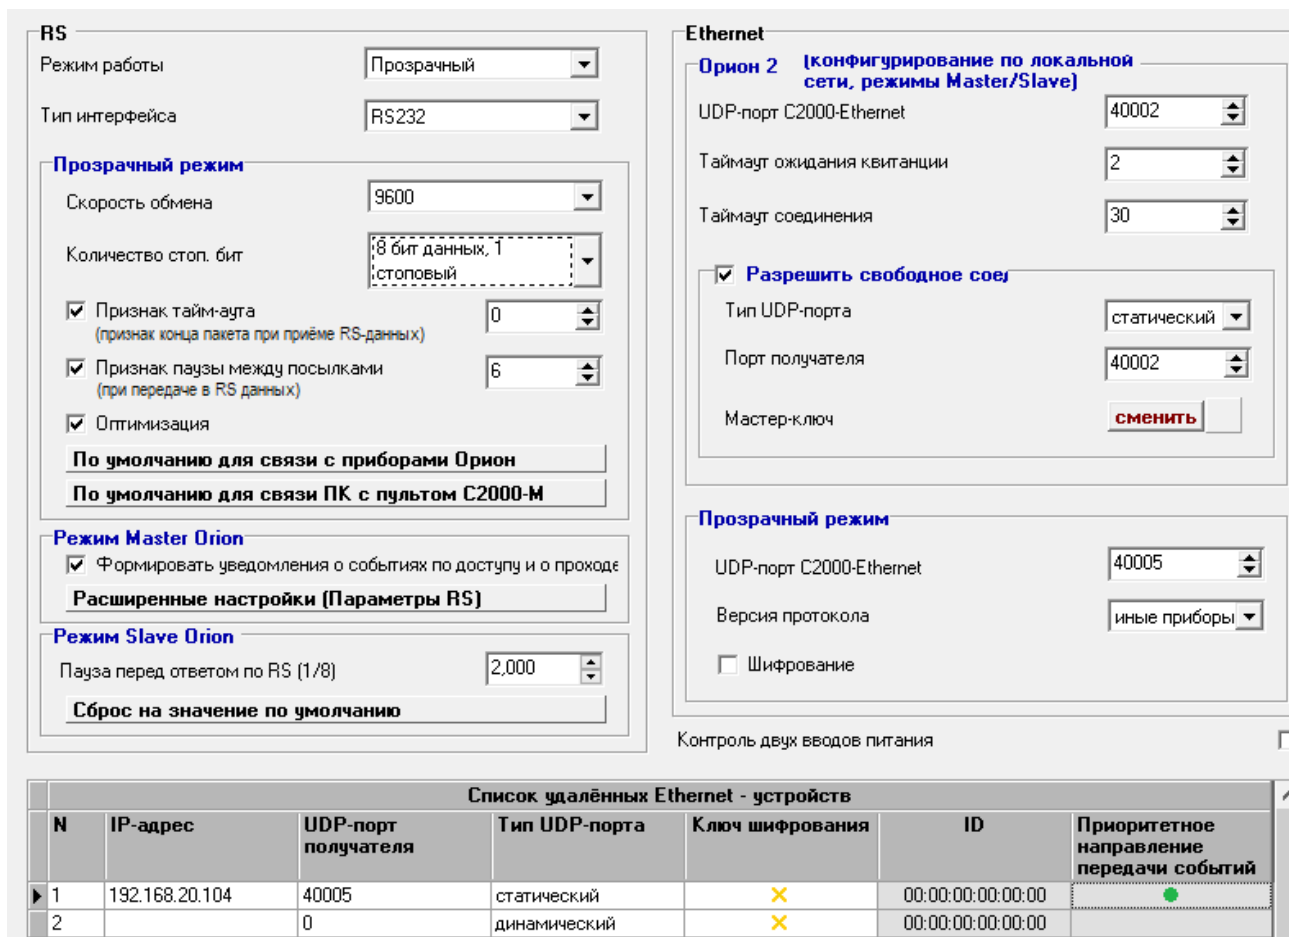 RS
Режим работы
Прозрачный
Тип интерфейса
RS232
Прозрачный режим
Скорость обмена
9600
Количество стоп. бит
8 бит данных, 1
стоповый
Признак тайм-аута
0
(признак конца пакета при приёме RS-данных)
Признак паузы между посылками
6
(при передаче в RS данных)
Оптимизация
По умолчанию для связи с приборами Орион
По умолчанию для связи ПК с пультом С2000-М
Режим Master Orion
Формировать уведомления о событиях по доступу и о проходе
Расширенные настройки (Параметры RS)
Режим Slave Orion
Пауза перед ответом по RS (1/8)
2,000
Сброс на значение по умолчанию
Ethernet
Орион 2 (конфигурирование по локальной
сети, режимы Master/Slave)
UDP-порт C2000-Ethernet
40002
Таймаут ожидания квитанции
2
Таймаут соединения
30
Разрешить свободное сое
Тип UDP-порта
статический
Порт получателя
40002
Мастер-ключ
сменить
Прозрачный режим
UDP-порт C2000-Ethernet
40005
Версия протокола
иные приборы
Шифрование
Контроль двух вводов питания
Список удалённых Ethernet - устройств
N IP-адрес UDP-порт получателя Тип UDP-порта Ключ шифрования ID Приоритетное направление передачи событий
1 192.168.20.104 40005 статический 00:00:00:00:00:00
2 0 динамический 00:00:00:00:00:00